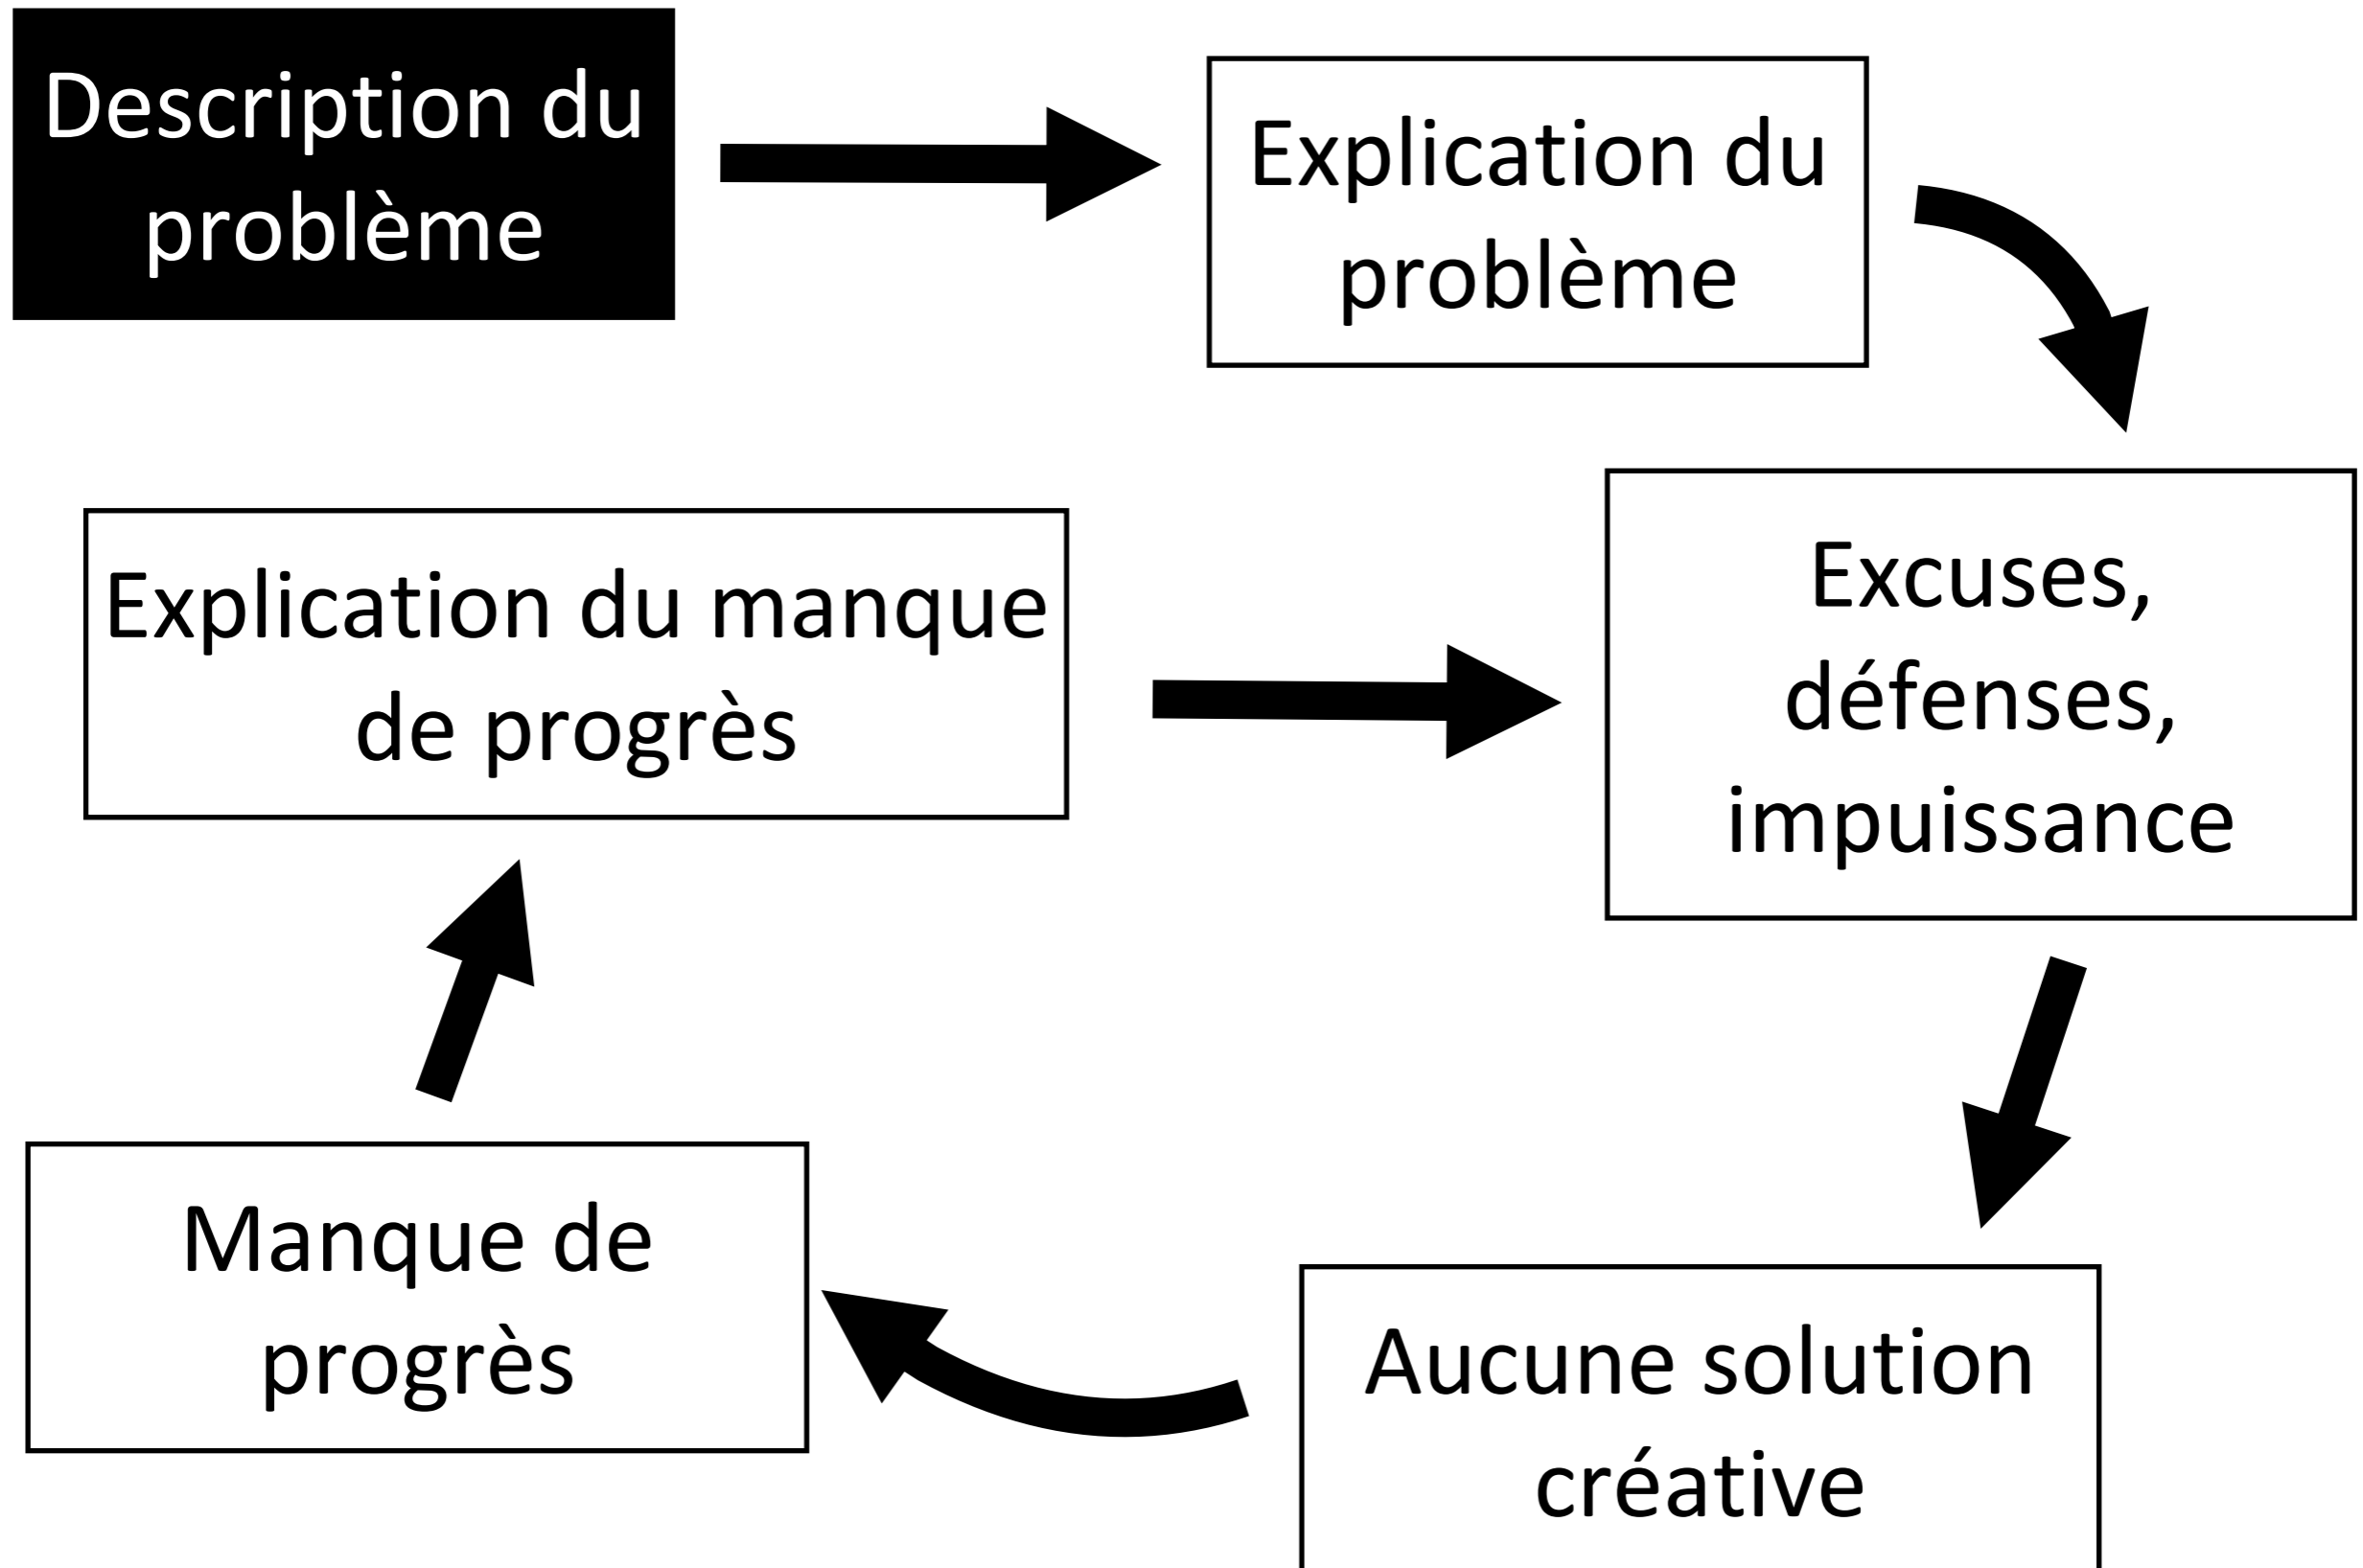 Description du
problème
Explication du
problème
Explication du manque
de progrès
Excuses,
défenses,
impuissance
Manque de
progrès
Aucune solution
créative